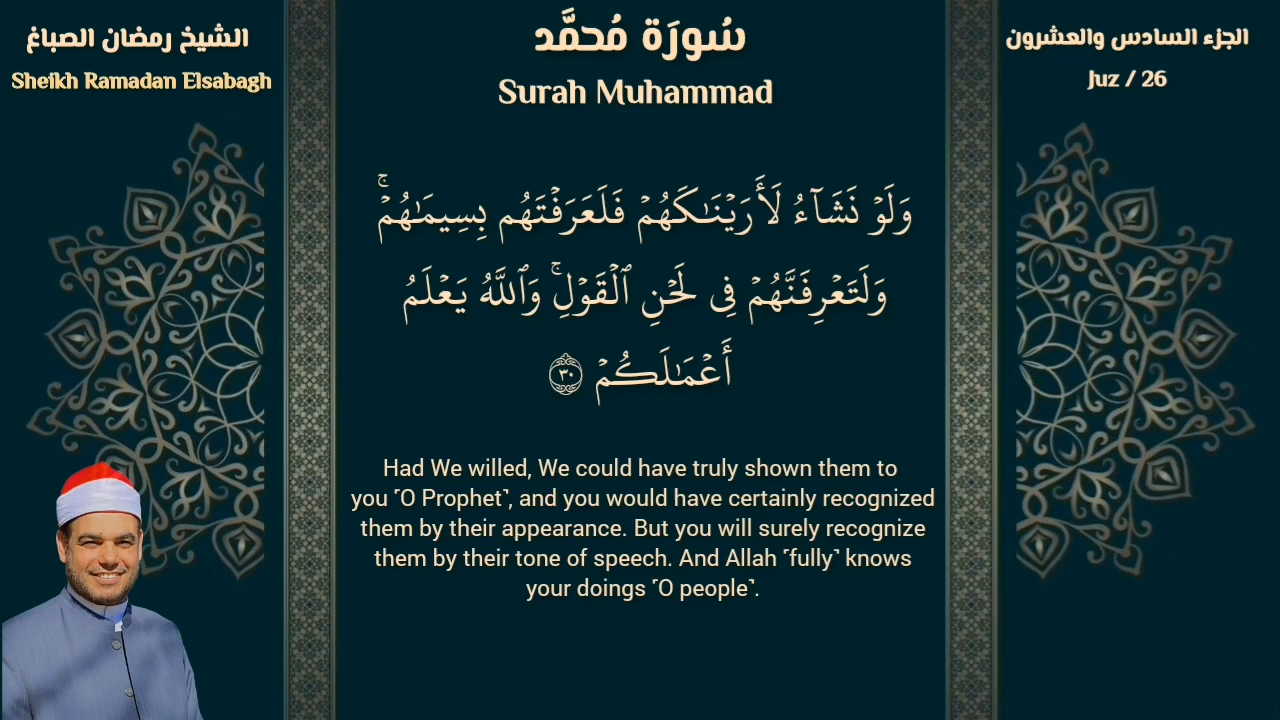 الشيخ رمضان الصباغ
Sheikh Ramadan Elsabagh
سُورَة مُحمَّد
Surah Muhammad
الجزء السادس والعشرون
Juz / 26
وَلَوۡ نَشَآءُ لَأَرَيۡنَٰكَهُمۡ فَلَعَرَفۡتَهُم بِسِيمَٰهُمۡۚ
وَلَتَعۡرِفَنَّهُمۡ فِي لَحۡنِ ٱلۡقَوۡلِۚ وَٱللَّهُ يَعۡلَمُ
أَعۡمَٰلَكُمۡ ٣٠
Had We willed, We could have truly shown them to
you ˹O Prophet˺, and you would have certainly recognized
them by their appearance. But you will surely recognize
them by their tone of speech. And Allah ˹fully˺ knows
your doings ˹O people˺.